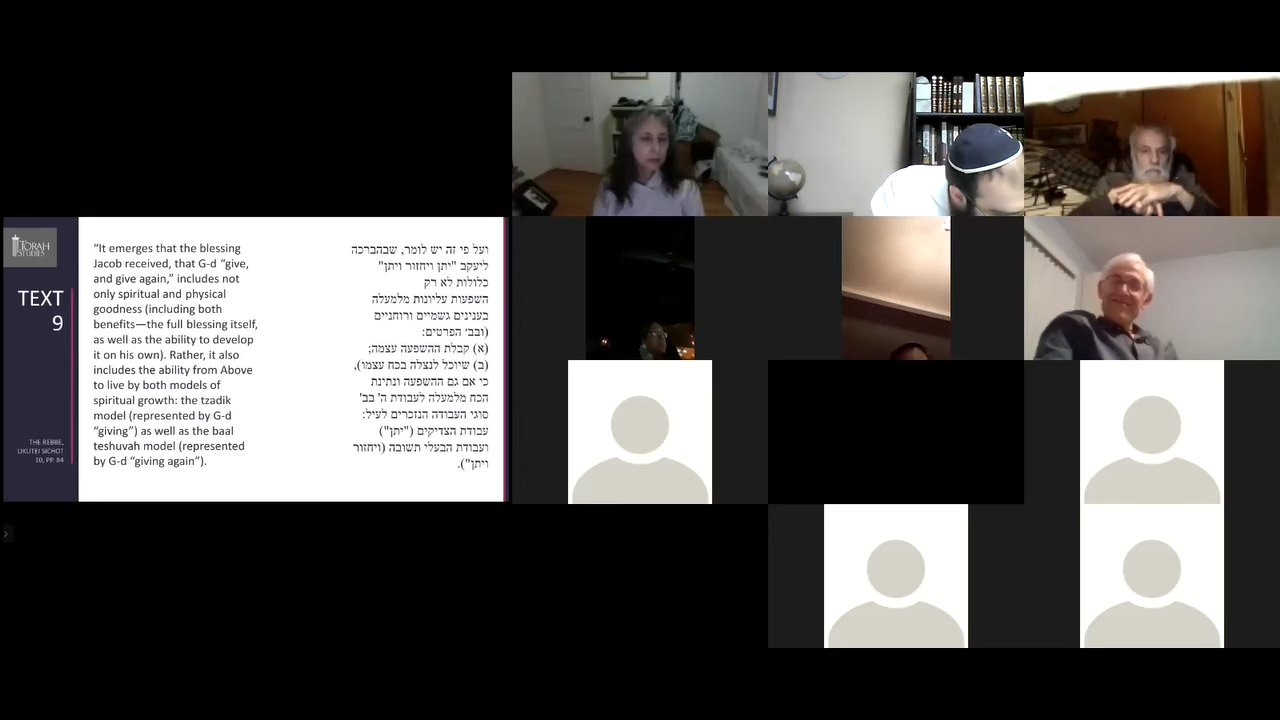 TORAH
STUDIES
TEXT
9
THE REBBE,
LIKUTEI SICHOT
10, PP. 84
“It emerges that the blessing
Jacob received, that G-d “give,
and give again,” includes not
only spiritual and physical
goodness (including both
benefits—the full blessing itself,
as well as the ability to develop
it on his own). Rather, it also
includes the ability from Above
to live by both models of
spiritual growth: the tzadik
model (represented by G-d
“giving”) as well as the baal
teshuvah model (represented
by G-d “giving again”).
ועל פי זה יש לומר, שבהברכה
ליעקב "יתן ויחזור ויתן"
כלולות לא רק
השפעות עליונות מלמעלה
בענינים גשמיים ורוחניים
(ובב׳ הפרטים:
(א) קבלת ההשפעה עצמה;
(ב) שיוכל לנצלה בכח עצמו),
כי אם גם ההשפעה ונתינת
הכח מלמעלה לעבודת ה' בב'
סוגי העבודה הנזכרים לעיל:
עבודת הצדיקים ("יתן")
ועבודת הבעלי תשובה (ויחזור
ויתן").